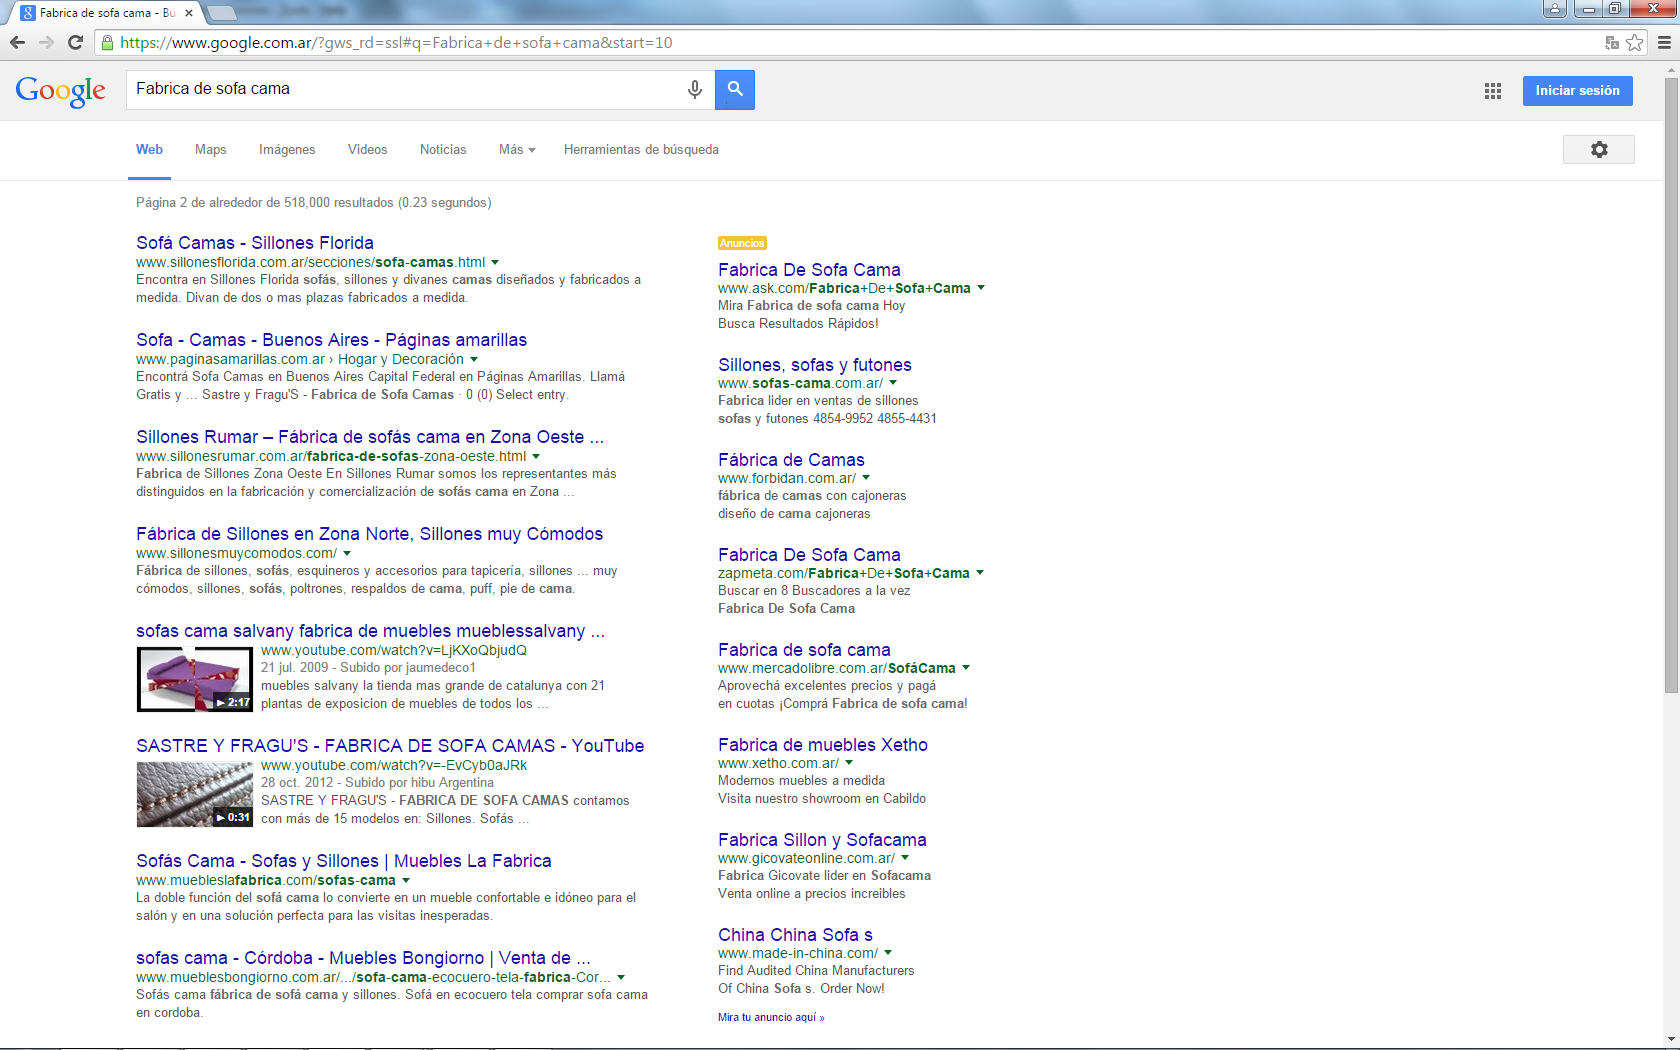 Fabrica de sofa cama - Bu
https://www.google.com.ar/?gws_rd=ssl#q=Fabrica+de+sofa+cama&start=10
Google
Fabrica de sofa cama
Iniciar sesión
Web Maps Imágenes Videos Noticias Más Herramientas de búsqueda
Página 2 de alrededor de 518,000 resultados (0.23 segundos)
Sofá Camas - Sillones Florida
www.sillonesflorida.com.ar/secciones/sofa-camas.html
Encontra en Sillones Florida sofás, sillones y divanes camas diseñados y fabricados a
medida. Divan de dos o mas plazas fabricados a medida.
Sofa - Camas - Buenos Aires - Páginas amarillas
www.paginasamarillas.com.ar › Hogar y Decoración
Encontrá Sofa Camas en Buenos Aires Capital Federal en Páginas Amarillas. Llamá
Gratis y ... Sastre y Fragu'S - Fabrica de Sofa Camas · 0 (0) Select entry.
Sillones Rumar – Fábrica de sofás cama en Zona Oeste ...
www.sillonesrumar.com.ar/fabrica-de-sofas-zona-oeste.html
Fabrica de Sillones Zona Oeste En Sillones Rumar somos los representantes más
distinguidos en la fabricación y comercialización de sofás cama en Zona ...
Fábrica de Sillones en Zona Norte, Sillones muy Cómodos
www.sillonesmuycomodos.com/
Fábrica de sillones, sofás, esquineros y accesorios para tapicería, sillones ... muy
cómodos, sillones, sofás, poltrones, respaldos de cama, puff, pie de cama.
sofas cama salvany fabrica de muebles mueblessalvany ...
www.youtube.com/watch?v=LjKXoQbjudQ
21 jul. 2009 - Subido por jaumedeco1
muebles salvany la tienda mas grande de catalunya con 21
plantas de exposicion de muebles de todos los ...
2:17
SASTRE Y FRAGU'S - FABRICA DE SOFA CAMAS - YouTube
www.youtube.com/watch?v=-EvCyb0aJRk
28 oct. 2012 - Subido por hibu Argentina
SASTRE Y FRAGU'S - FABRICA DE SOFA CAMAS contamos
con más de 15 modelos en: Sillones. Sofás ...
0:31
Sofás Cama - Sofas y Sillones | Muebles La Fabrica
www.muebleslafabrica.com/sofas-cama
La doble función del sofá cama lo convierte en un mueble confortable e idóneo para el
salón y en una solución perfecta para las visitas inesperadas.
sofas cama - Córdoba - Muebles Bongiorno | Venta de ...
www.mueblesbongiorno.com.ar/.../sofa-cama-ecocuero-tela-fabrica-Cor...
Sofás cama fábrica de sofá cama y sillones. Sofá en ecocuero tela comprar sofa cama
en cordoba.
Anuncios
Fabrica De Sofa Cama
www.ask.com/Fabrica+De+Sofa+Cama
Mira Fabrica de sofa cama Hoy
Busca Resultados Rápidos!
Sillones, sofas y futones
www.sofas-cama.com.ar/
Fabrica lider en ventas de sillones
sofas y futones 4854-9952 4855-4431
Fábrica de Camas
www.forbidan.com.ar/
fábrica de camas con cajoneras
diseño de cama cajoneras
Fabrica De Sofa Cama
zapmeta.com/Fabrica+De+Sofa+Cama
Buscar en 8 Buscadores a la vez
Fabrica De Sofa Cama
Fabrica de sofa cama
www.mercadolibre.com.ar/SofáCama
Aprovechá excelentes precios y pagá
en cuotas ¡Comprá Fabrica de sofa cama!
Fabrica de muebles Xetho
www.xetho.com.ar/
Modernos muebles a medida
Visita nuestro showroom en Cabildo
Fabrica Sillon y Sofacama
www.gicovateonline.com.ar/
Fabrica Gicovate lider en Sofacama
Venta online a precios increibles
China China Sofa s
www.made-in-china.com/
Find Audited China Manufacturers
Of China Sofa s. Order Now!
Mira tu anuncio aquí »